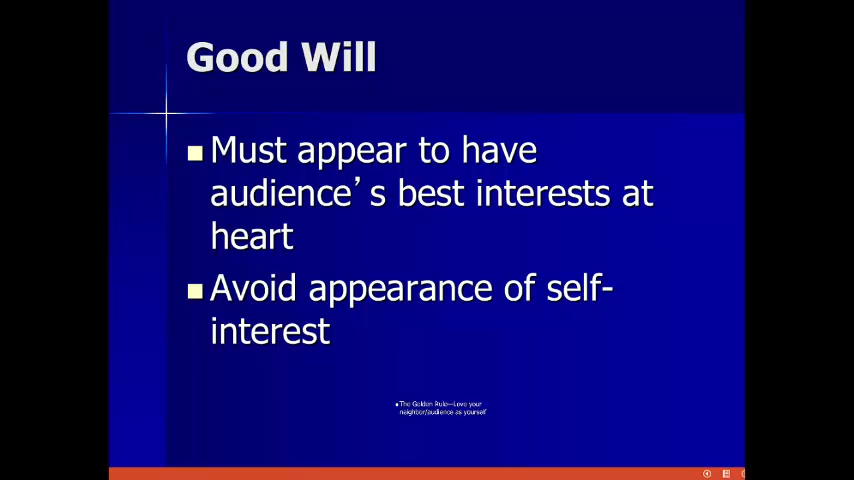 Good Will
Must appear to have
audience’s best interests at
heart
Avoid appearance of self-
interest
The Golden Rule—Love your
neighbor/audience as yourself